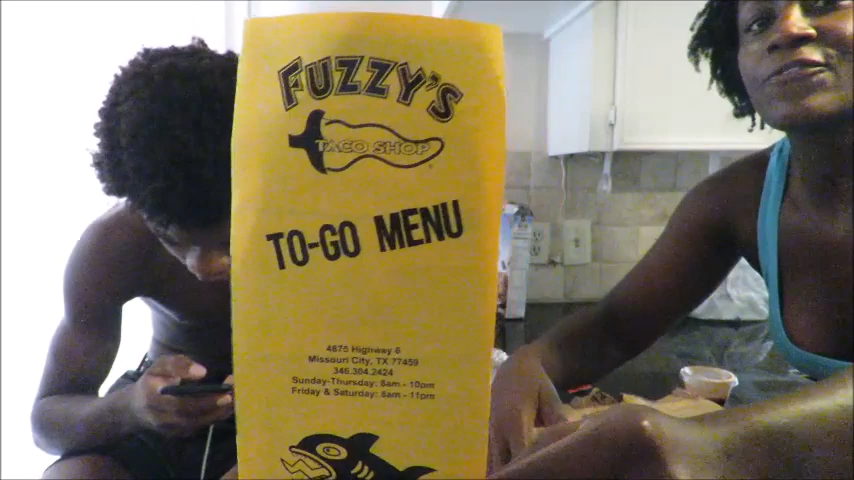 FUZZY'S
TACO SHOP
TO-GO MENU
4875 Highway 6
Missouri City, TX 77459
346.304.2424
Sunday-Thursday: 8am - 10pm
Friday & Saturday: 8am - 11pm